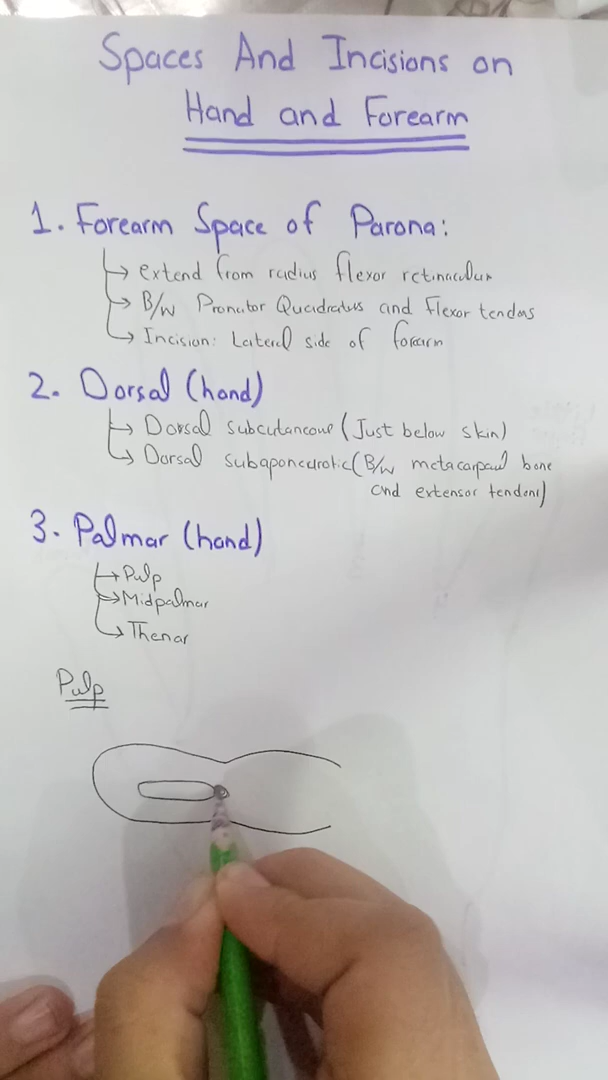 Spaces And Incisions on
Hand and Forearm
1. Forearm Space of Parona:
extend from radius flexor retinaculum
B/W Pronator Quadratus and Flexor tendons
Incision: Lateral side of forearm
2. Dorsal (hand)
Dorsal subcutaneous (Just below skin)
Dorsal subaponeurotic (B/W metacarpal bone
and extensor tendons)
3. Palmar (hand)
Pulp
Midpalmar
Thenar
Pulp